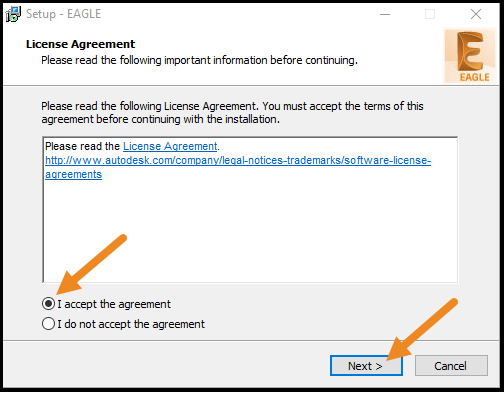 Setup - EAGLE
License Agreement
Please read the following important information before continuing.
EAGLE
Please read the following License Agreement. You must accept the terms of this
agreement before continuing with the installation.
Please read the License Agreement.
http://www.autodesk.com/company/legal-notices-trademarks/software-license-
agreements
I accept the agreement
I do not accept the agreement
Next >
Cancel